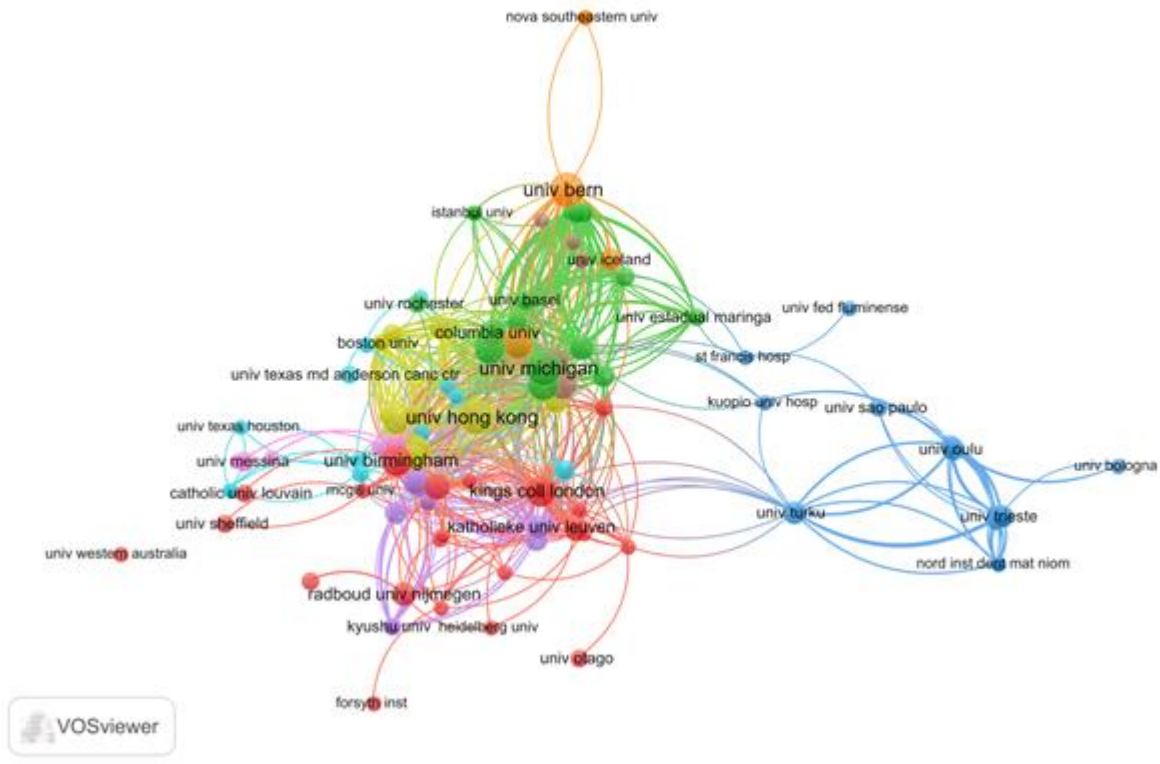 nova southeastern univ
univ bern
istanbul univ
univ iceland
univ basel
univ rochester
univ fed fluminense
univ estadual maringa
columbia univ
boston univ
st francis hosp
univ michigan
univ texas md anderson canc ctr
kuopio univ hosp
univ sao paulo
univ hong kong
univ texas houston
univ oulu
univ messina
univ birmingham
univ bologna
catholic univ louvain
mcgill univ
kings coll london
univ turku
univ trieste
univ sheffield
katholieke univ leuven
univ western australia
nord inst dent mat niom
radboud univ nijmegen
kyushu univ
heidelberg univ
univ otago
forsyth inst
VOSviewer